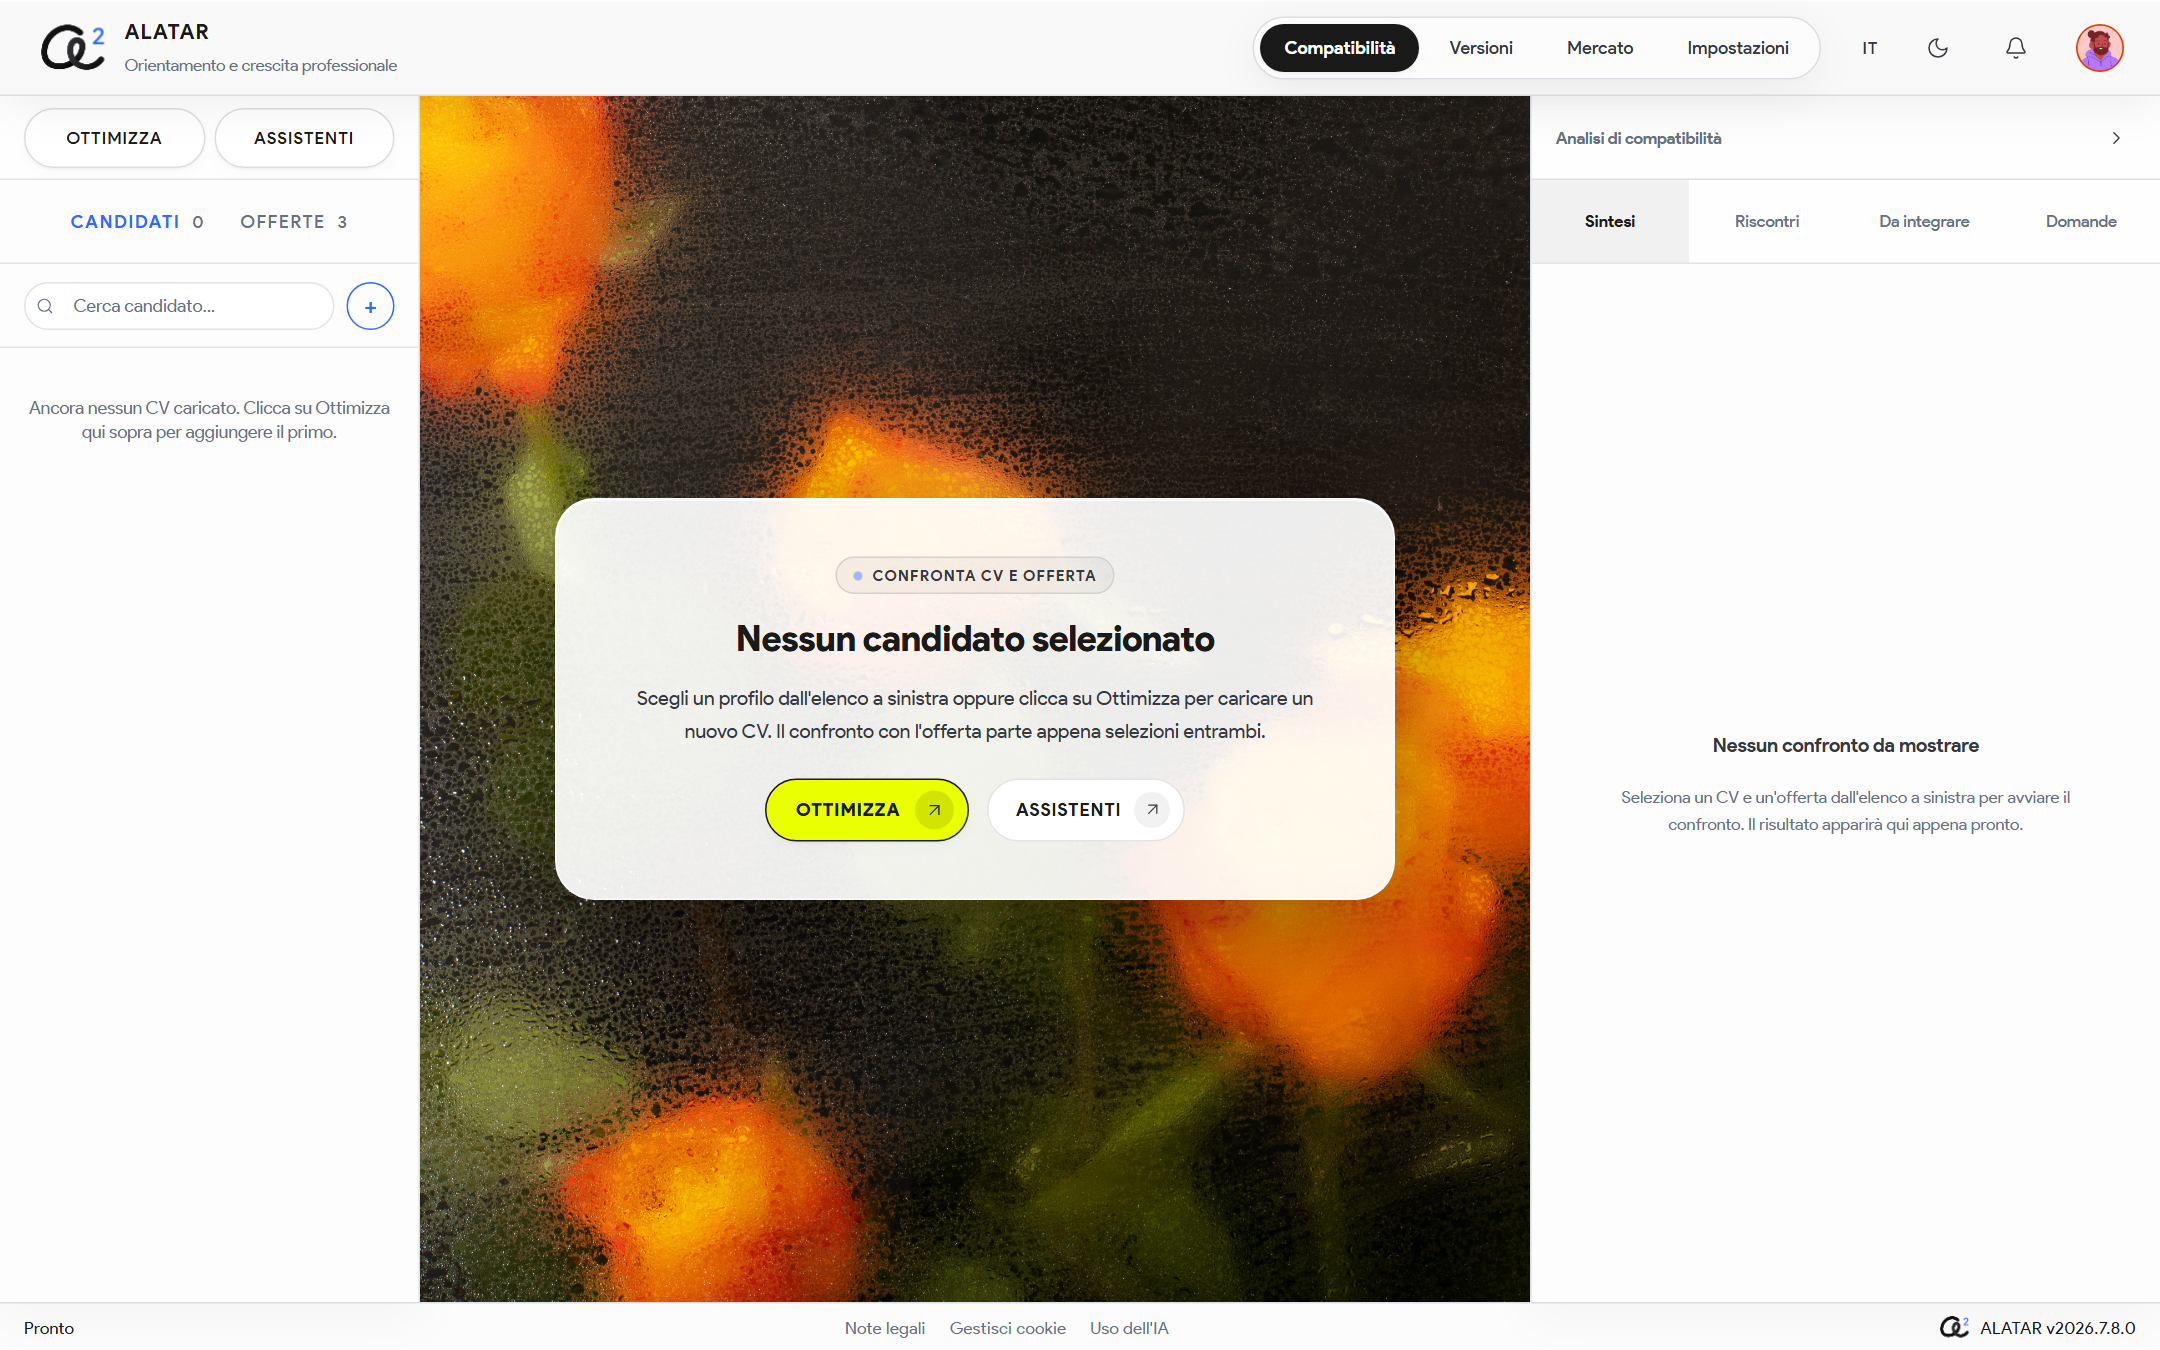 ALATAR
Orientamento e crescita professionale
Compatibilità
Versioni
Mercato
Impostazioni
IT
OTTIMIZZA
ASSISTENTI
CANDIDATI 0
OFFERTE 3
Cerca candidato...
+
Ancora nessun CV caricato. Clicca su Ottimizza
qui sopra per aggiungere il primo.
CONFRONTA CV E OFFERTA
Nessun candidato selezionato
Scegli un profilo dall'elenco a sinistra oppure clicca su Ottimizza per caricare un
nuovo CV. Il confronto con l'offerta parte appena selezioni entrambi.
OTTIMIZZA
ASSISTENTI
Analisi di compatibilità
Sintesi
Riscontri
Da integrare
Domande
Nessun confronto da mostrare
Seleziona un CV e un'offerta dall'elenco a sinistra per avviare il
confronto. Il risultato apparirà qui appena pronto.
Pronto
Note legali
Gestisci cookie
Uso dell'IA
ALATAR v2026.7.8.0